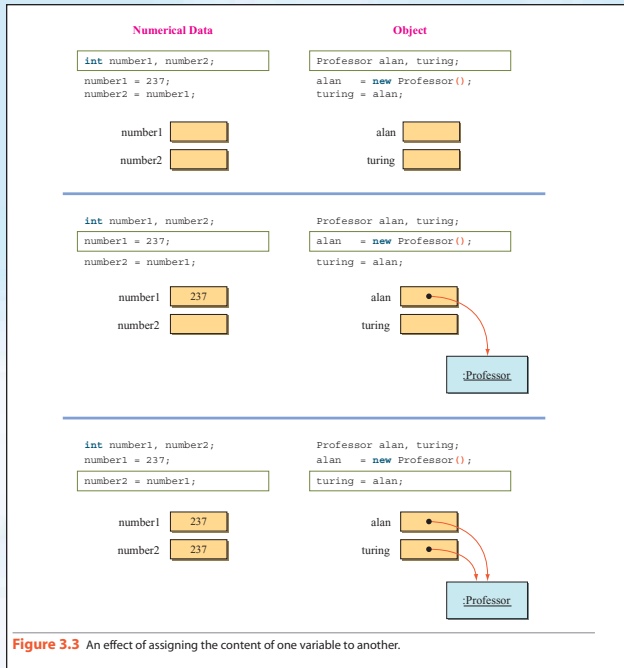 Numerical Data
Object
int number1, number2;
number1 = 237;
number2 = number1;
number1
number2
Professor alan, turing;
alan   = new Professor();
turing = alan;
alan
turing
int number1, number2;
number1 = 237;
number2 = number1;
number1 237
number2
Professor alan, turing;
alan   = new Professor();
turing = alan;
alan
turing
:Professor
int number1, number2;
number1 = 237;
number2 = number1;
number1 237
number2 237
Professor alan, turing;
alan   = new Professor();
turing = alan;
alan
turing
:Professor
Figure 3.3 An effect of assigning the content of one variable to another.